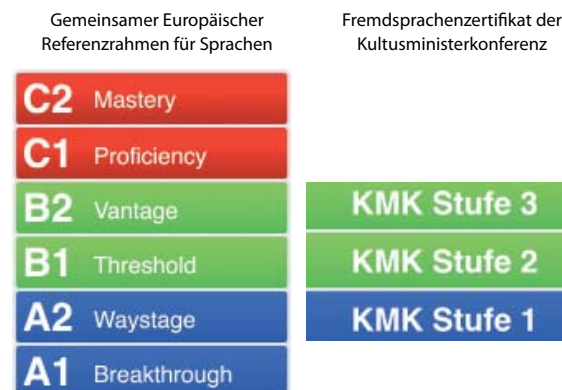 Gemeinsamer Europäischer
Referenzrahmen für Sprachen
Fremdsprachenzertifikat der
Kultusministerkonferenz
C2 Mastery
C1 Proficiency
B2 Vantage
KMK Stufe 3
B1 Threshold
KMK Stufe 2
A2 Waystage
KMK Stufe 1
A1 Breakthrough